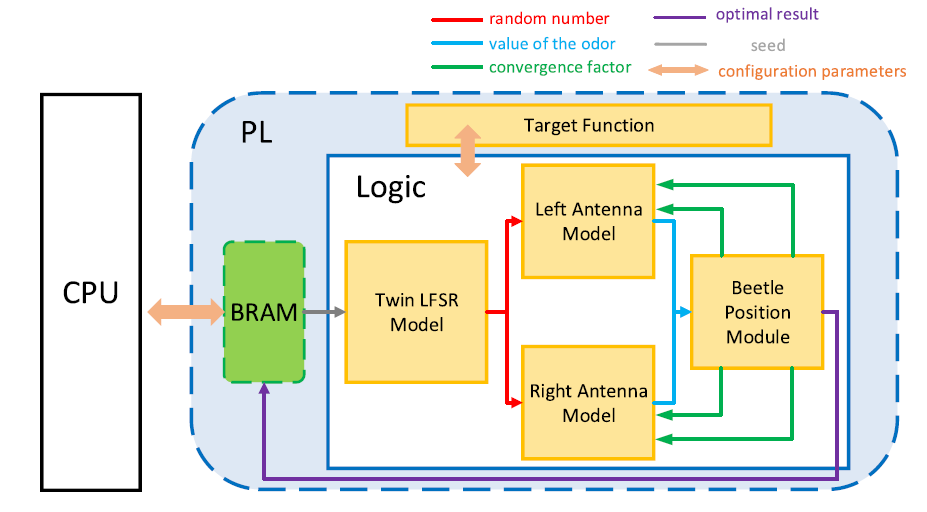 random number
optimal result
value of the odor
seed
convergence factor
configuration parameters
PL
Target Function
Logic
Left Antenna
Model
CPU
BRAM
Twin LFSR
Model
Beetle
Position
Module
Right Antenna
Model